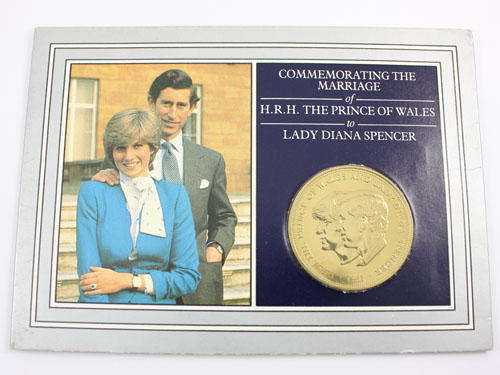 COMMEMORATING THE
MARRIAGE
of
H.R.H. THE PRINCE OF WALES
to
LADY DIANA SPENCER